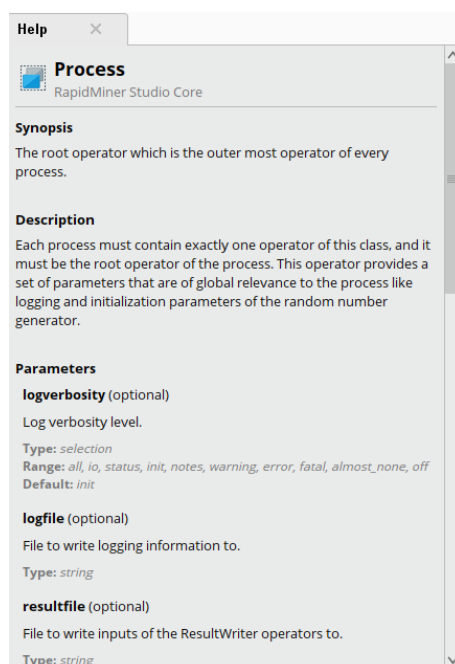 Help
Process
RapidMiner Studio Core
Synopsis
The root operator which is the outer most operator of every
process.
Description
Each process must contain exactly one operator of this class, and it
must be the root operator of the process. This operator provides a
set of parameters that are of global relevance to the process like
logging and initialization parameters of the random number
generator.
Parameters
logverbosity (optional)
Log verbosity level.
Type: selection
Range: all, io, status, init, notes, warning, error, fatal, almost_none, off
Default: init
logfile (optional)
File to write logging information to.
Type: string
resultfile (optional)
File to write inputs of the ResultWriter operators to.
Type: string